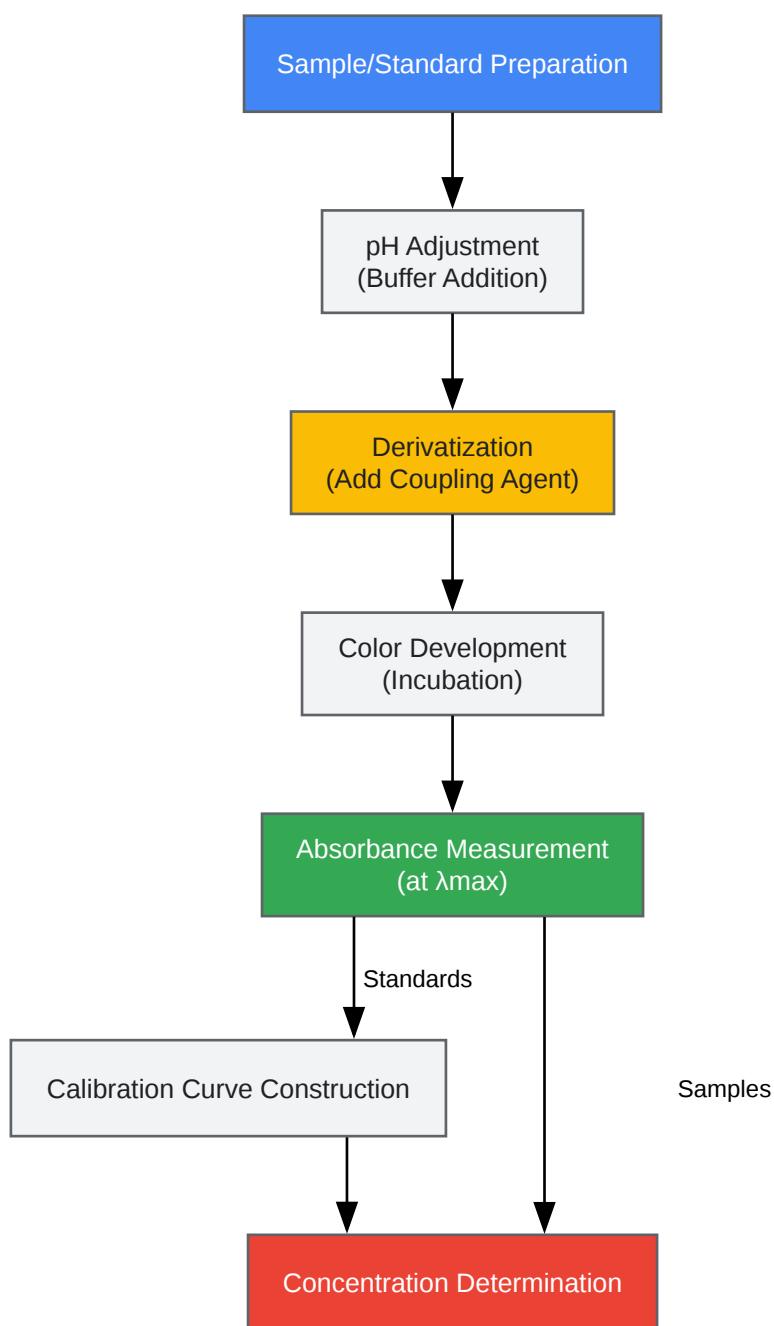 Sample/Standard Preparation
pH Adjustment
(Buffer Addition)
Derivatization
(Add Coupling Agent)
Color Development
(Incubation)
Absorbance Measurement
(at λmax)
Standards
Calibration Curve Construction
Samples
Concentration Determination